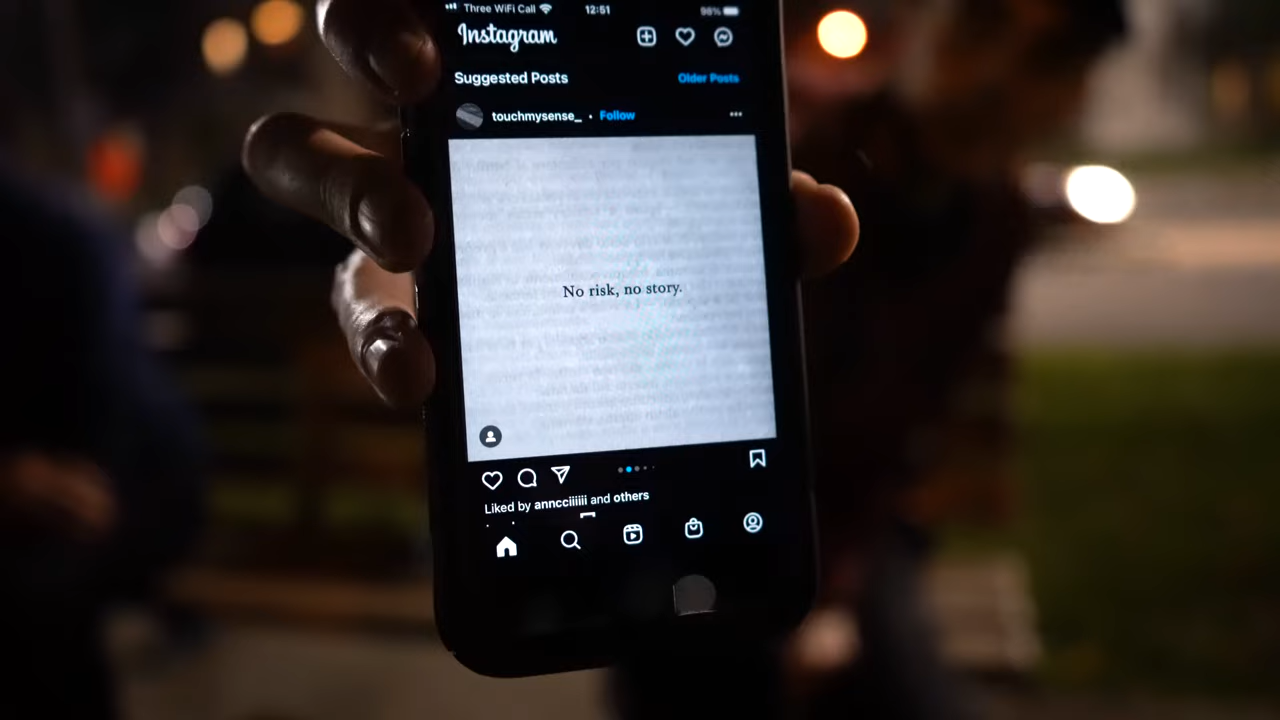 Three WiFi Call 12:51 98%
Instagram
Suggested Posts Older Posts
touchmysense_ • Follow
No risk, no story.
Liked by anncciiiiii and others